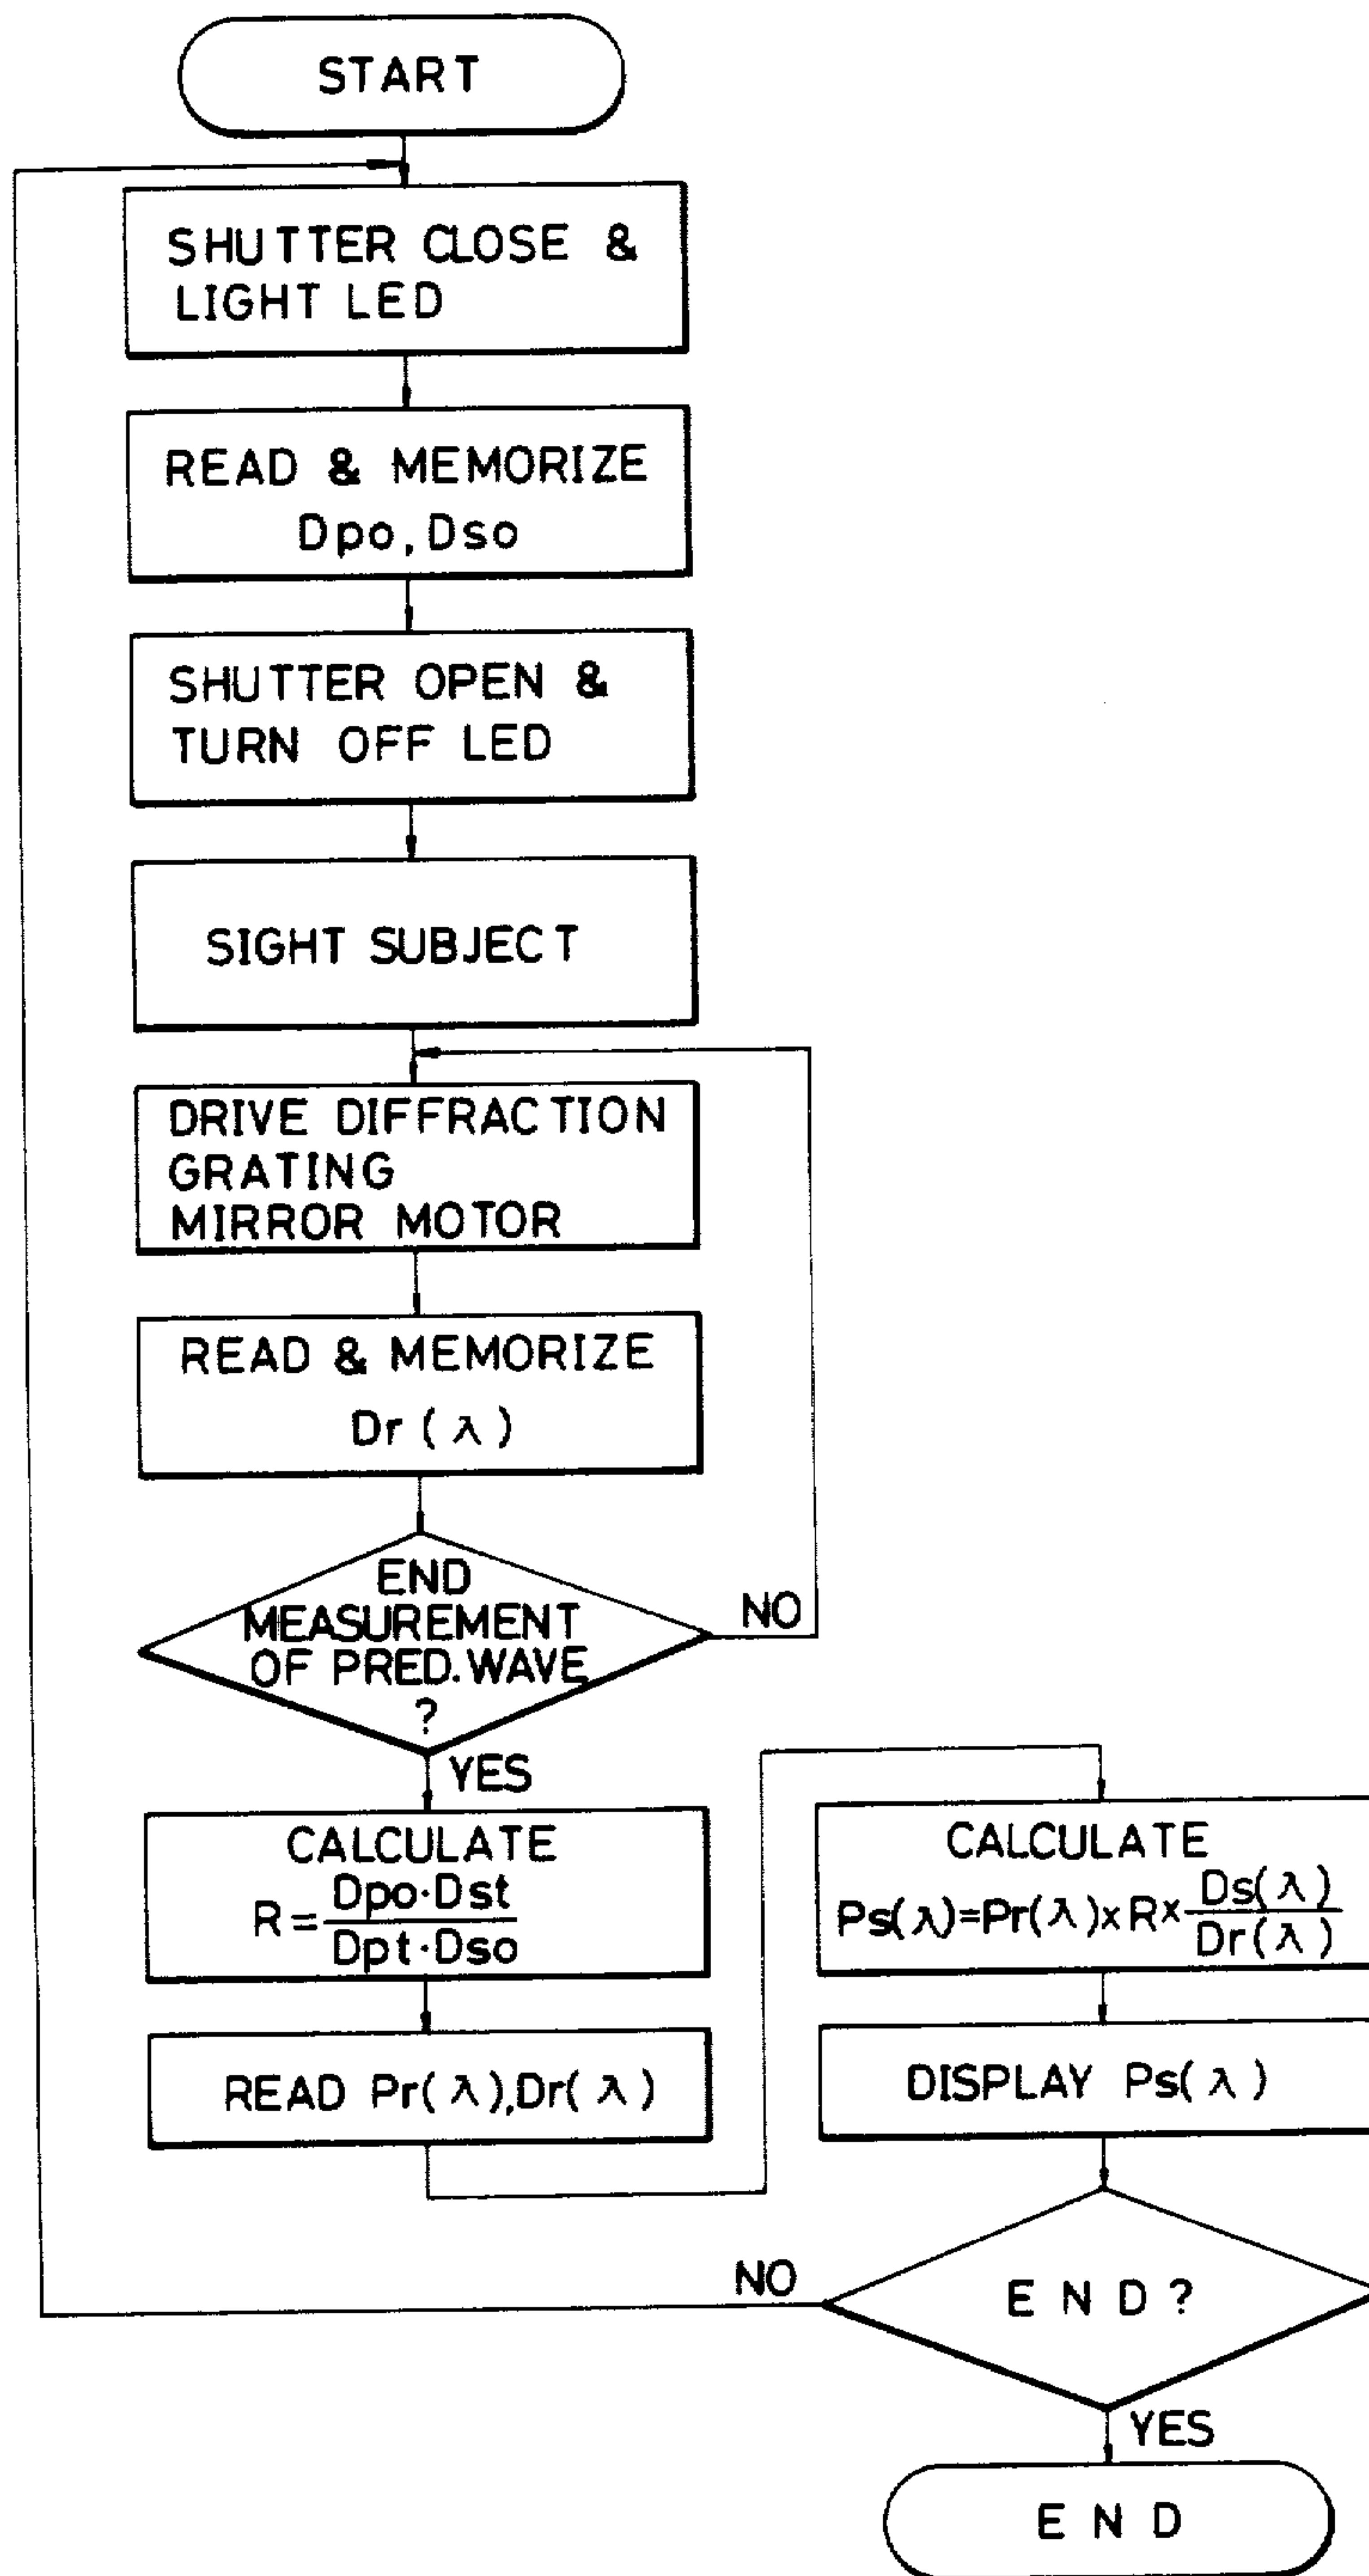 START
SHUTTER CLOSE &
LIGHT LED
READ & MEMORIZE
Dpo, Dso
SHUTTER OPEN &
TURN OFF LED
SIGHT SUBJECT
DRIVE DIFFRACTION
GRATING
MIRROR MOTOR
READ & MEMORIZE
Dr(λ)
END
MEASUREMENT
OF PRED. WAVE
?
NO
YES
CALCULATE
R = Dpo·Dst / Dpt·Dso
READ Pr(λ), Dr(λ)
CALCULATE
Ps(λ)=Pr(λ)×R× Ds(λ) / Dr(λ)
DISPLAY Ps(λ)
END?
NO
YES
END